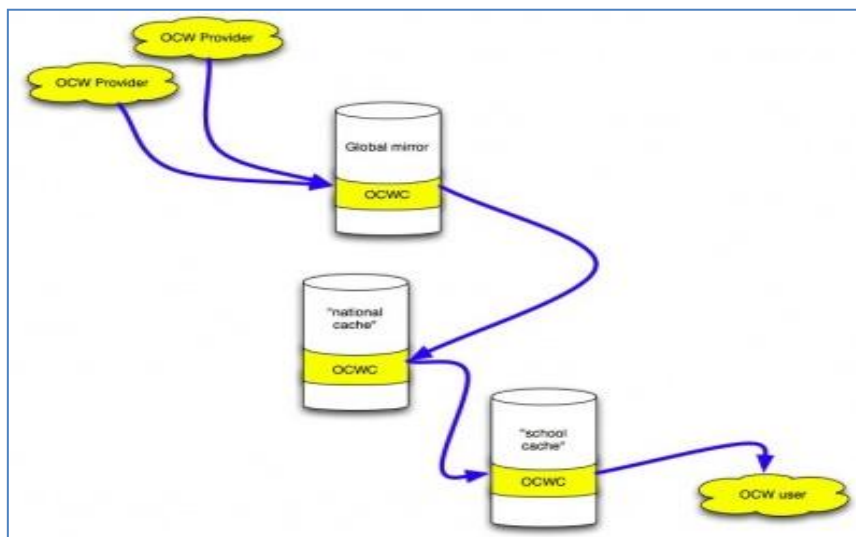 OCW Provider
OCW Provider
Global mirror
OCWC
"national
cache"
OCWC
"school
cache"
OCWC
OCW user